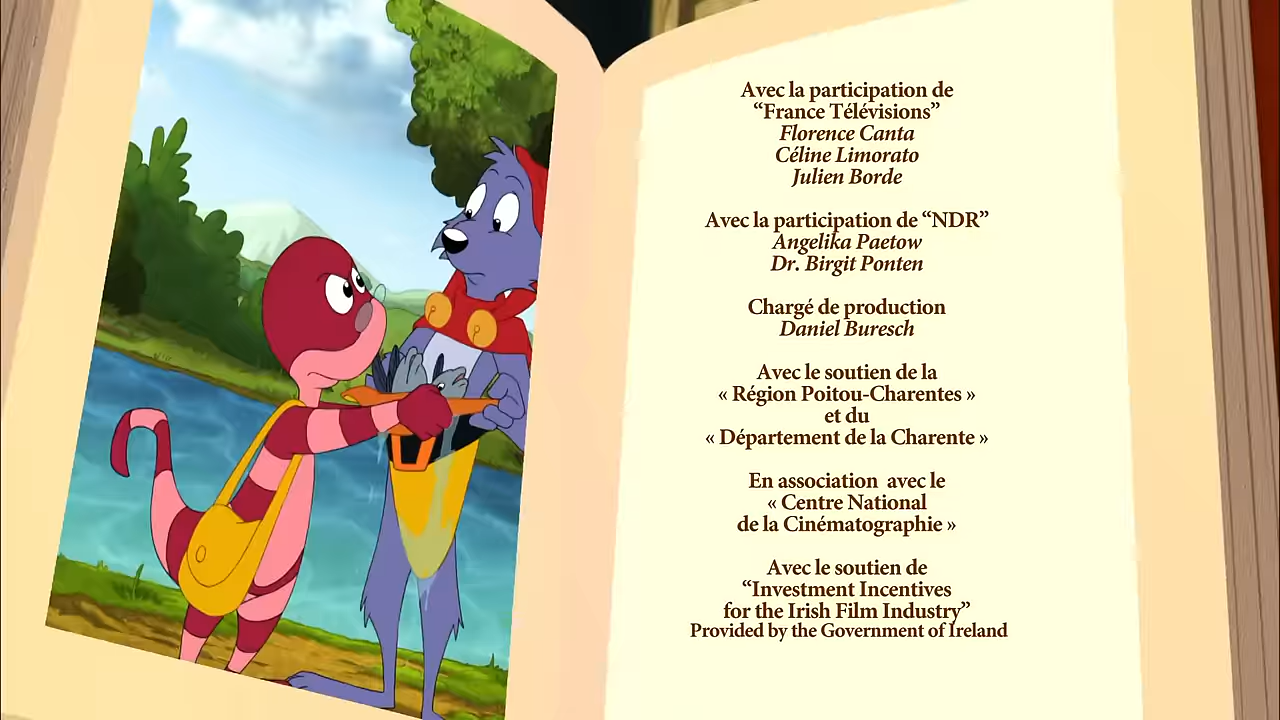 Avec la participation de
“France Télévisions”
Florence Canta
Céline Limorato
Julien Borde
Avec la participation de “NDR”
Angelika Paetow
Dr. Birgit Ponten
Chargé de production
Daniel Buresch
Avec le soutien de la
« Région Poitou-Charentes »
et du
« Département de la Charente »
En association avec le
« Centre National
de la Cinématographie »
Avec le soutien de
“Investment Incentives
for the Irish Film Industry”
Provided by the Government of Ireland